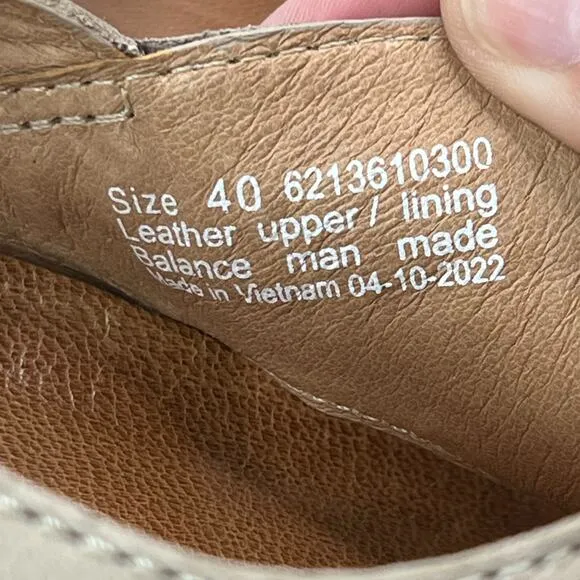 Size 40 6213610300
Leather upper/ lining
Balance man made
Made in Vietnam 04-10-2022